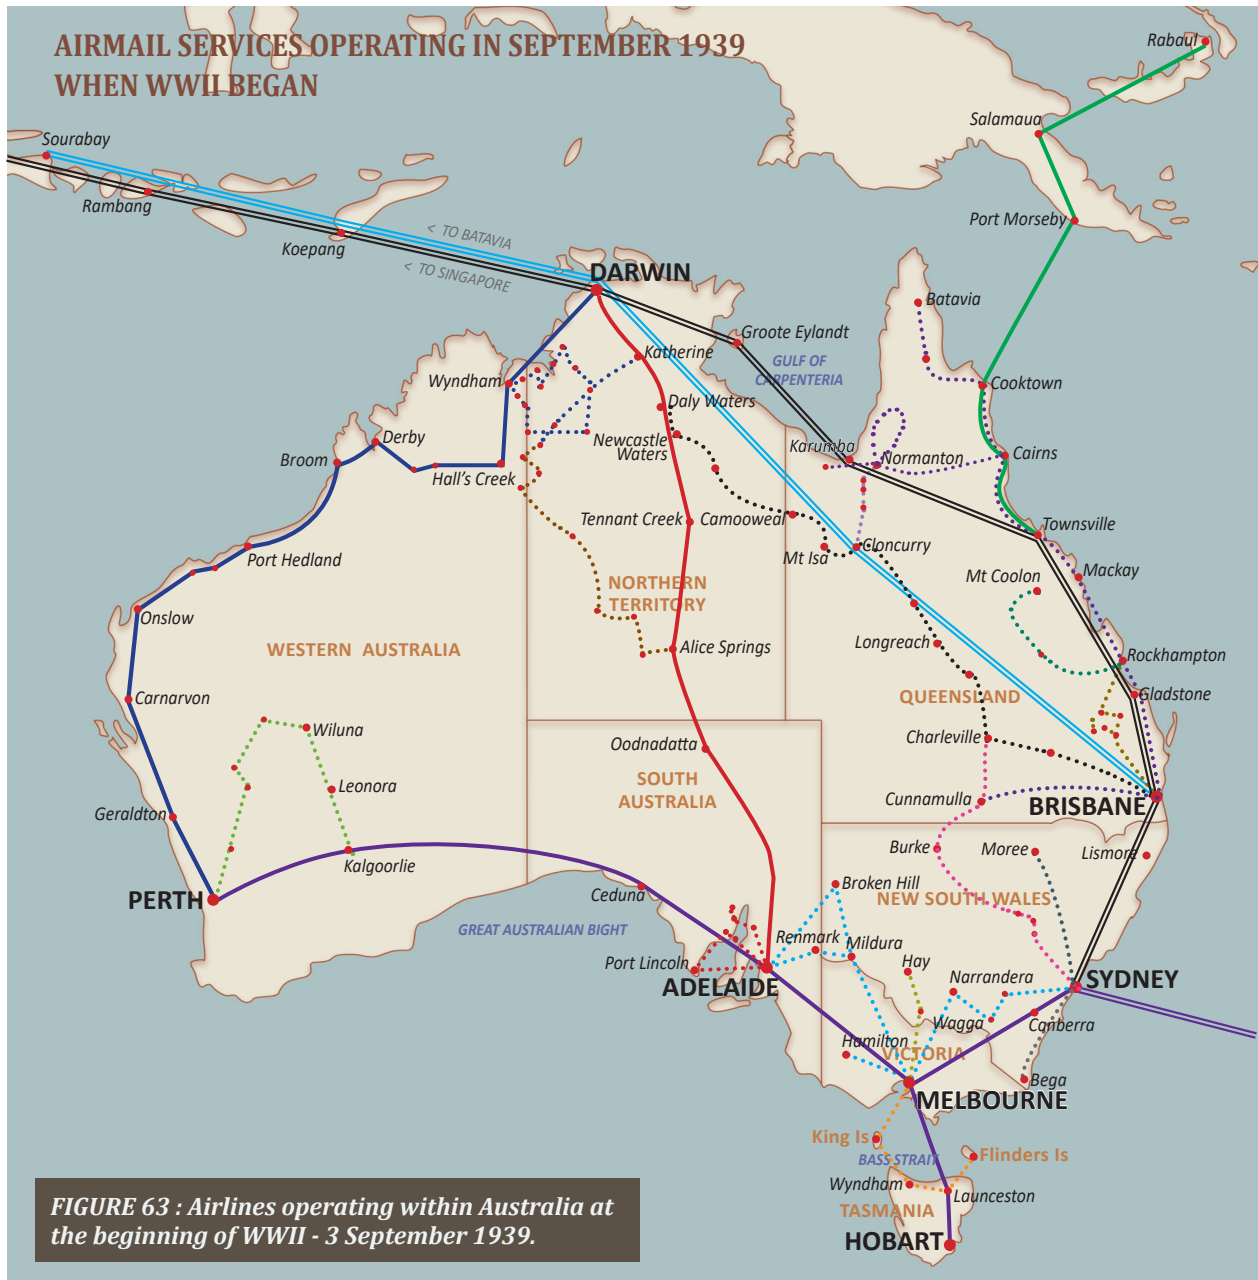 AIRMAIL SERVICES OPERATING IN SEPTEMBER 1939
WHEN WWII BEGAN
Rabaul
Salamaua
Sourabay
Rambang
Port Morseby
Koepang
< TO BATAVIA
< TO SINGAPORE
DARWIN
Batavia
Groote Eylandt
Katherine
GULF OF
CARPENTERIA
Wyndham
Cooktown
Daly Waters
Derby
Newcastle
Waters
Karumba
Normanton
Cairns
Broom
Hall's Creek
Tennant Creek
Camooweal
Townsville
Port Hedland
Mt Isa
Cloncurry
Mt Coolon
Mackay
NORTHERN
TERRITORY
Onslow
WESTERN AUSTRALIA
Alice Springs
Longreach
Rockhampton
Carnarvon
QUEENSLAND
Gladstone
Wiluna
Oodnadatta
Charleville
SOUTH
AUSTRALIA
Leonora
Cunnamulla
BRISBANE
Geraldton
Kalgoorlie
Burke
Moree
Lismore
PERTH
Ceduna
Broken Hill
NEW SOUTH WALES
GREAT AUSTRALIAN BIGHT
Renmark
Mildura
Port Lincoln
Hay
Narrandera
ADELAIDE
SYDNEY
Wagga
Canberra
Hamilton
VICTORIA
Bega
MELBOURNE
King Is
BASS STRAIT
Flinders Is
Wyndham
Launceston
TASMANIA
HOBART
FIGURE 63 : Airlines operating within Australia at
the beginning of WWII - 3 September 1939.